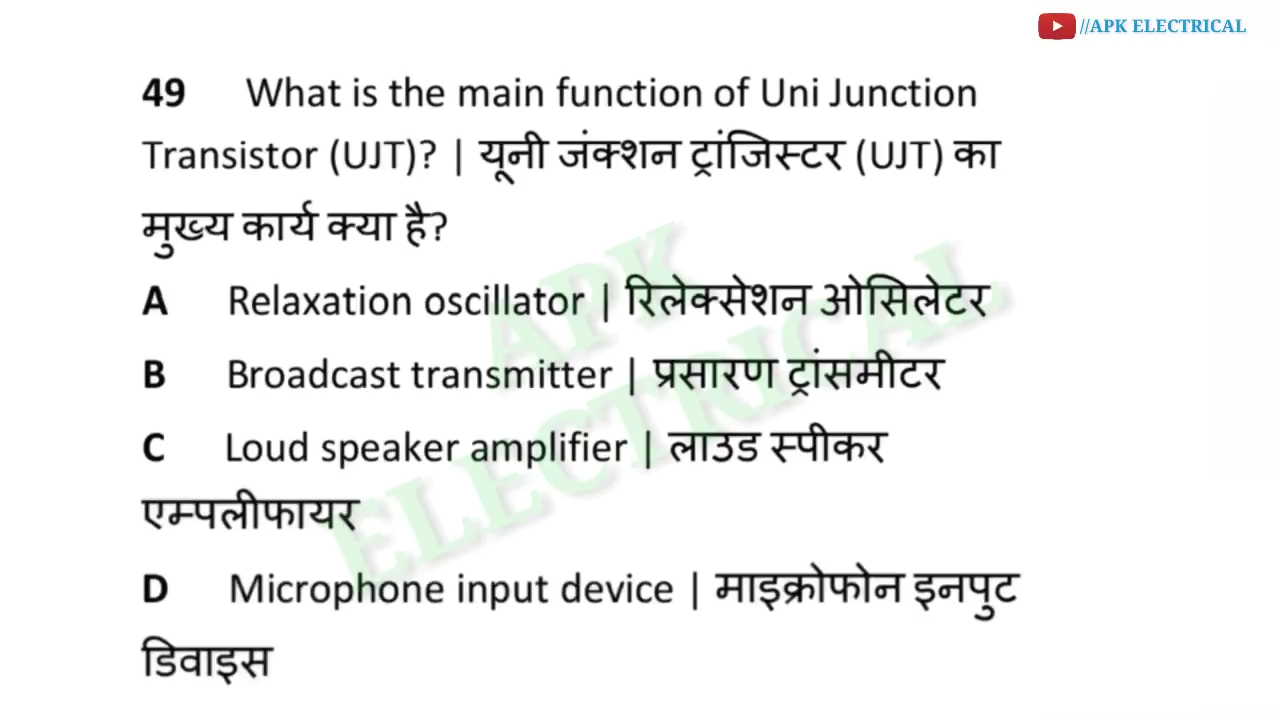 //APK ELECTRICAL
49 What is the main function of Uni Junction
Transistor (UJT)? | यूनी जंक्शन ट्रांजिस्टर (UJT) का
मुख्य कार्य क्या है?
A Relaxation oscillator | रिलेक्सेशन ओसिलेटर
B Broadcast transmitter | प्रसारण ट्रांसमीटर
C Loud speaker amplifier | लाउड स्पीकर
एम्पलीफायर
D Microphone input device | माइक्रोफोन इनपुट
डिवाइस
APK
ELECTRICAL